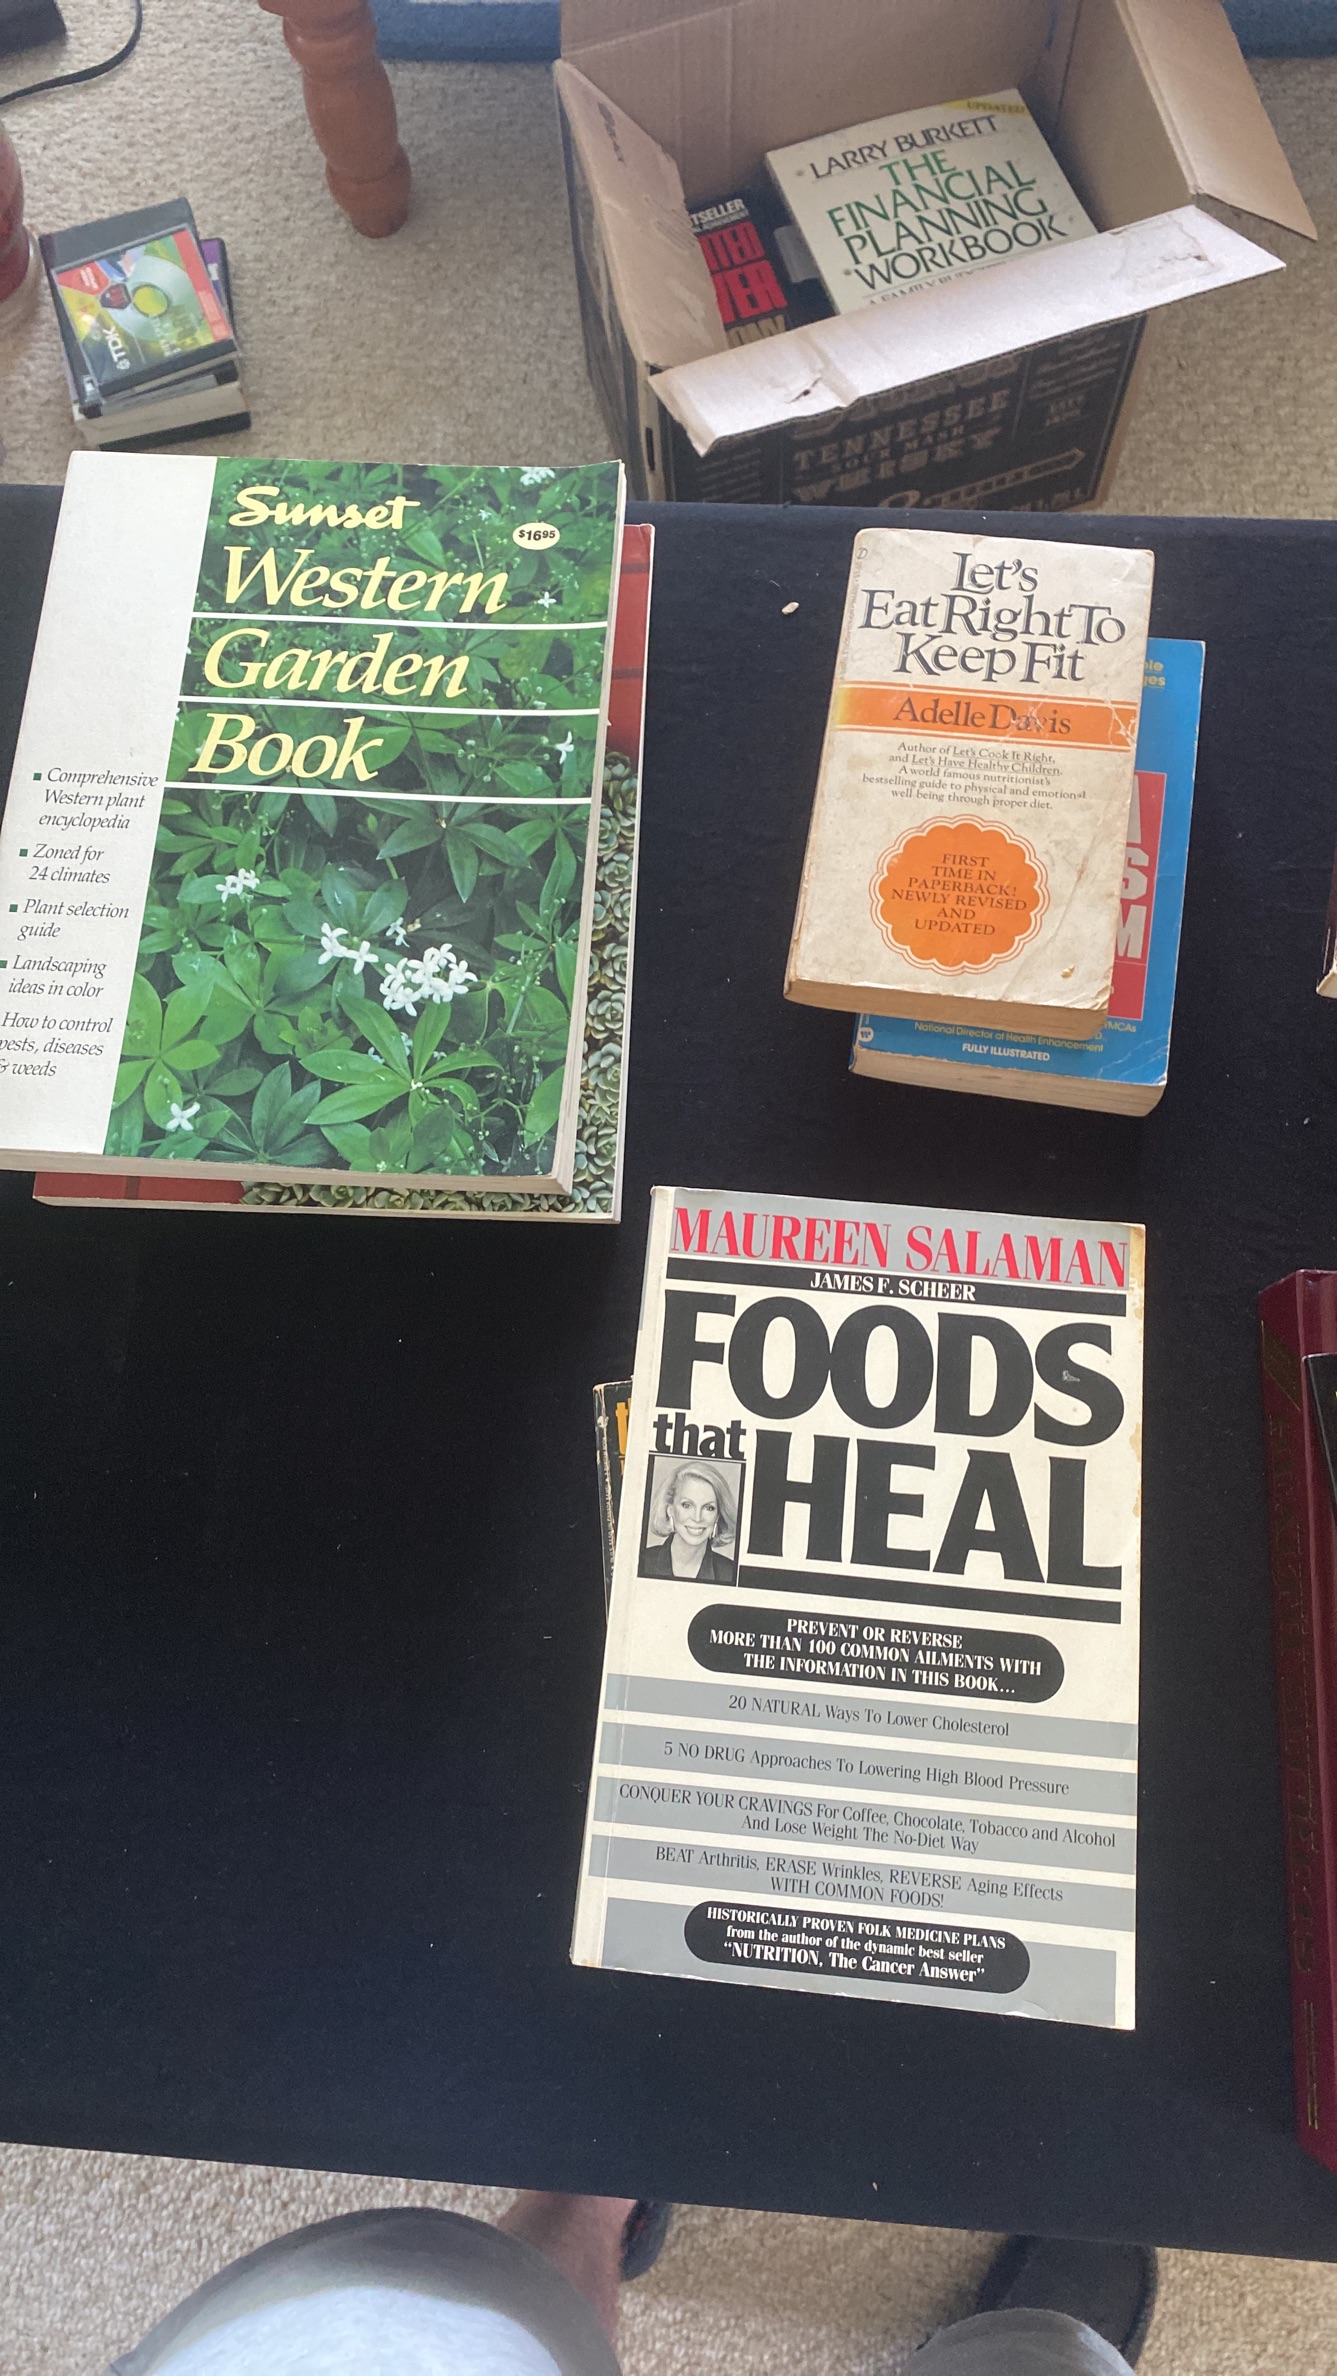 UPDATED!
LARRY BURKETT
THE
FINANCIAL
PLANNING
WORKBOOK
TENNESSEE
SOUR MASH
WHISKEY
TDK
Sunset
$16.95
Western
Garden
Book
Comprehensive
Western plant
encyclopedia
Zoned for
24 climates
Plant selection
guide
Landscaping
ideas in color
How to control
pests, diseases
& weeds
Let's
Eat Right To
Keep Fit
Adelle Davis
Author of Let's Cook It Right,
and Let's Have Healthy Children.
A world famous nutritionist's
bestselling guide to physical and emotional
well being through proper diet.
FIRST
TIME IN
PAPERBACK!
NEWLY REVISED
AND
UPDATED
YMCAs
National Director of Health Enhancement
FULLY ILLUSTRATED
MAUREEN SALAMAN
JAMES F. SCHEER
FOODS
that
HEAL
PREVENT OR REVERSE
MORE THAN 100 COMMON AILMENTS WITH
THE INFORMATION IN THIS BOOK...
20 NATURAL Ways To Lower Cholesterol
5 NO DRUG Approaches To Lowering High Blood Pressure
CONQUER YOUR CRAVINGS For Coffee, Chocolate, Tobacco and Alcohol
And Lose Weight The No-Diet Way
BEAT Arthritis, ERASE Wrinkles, REVERSE Aging Effects
WITH COMMON FOODS!
HISTORICALLY PROVEN FOLK MEDICINE PLANS
from the author of the dynamic best seller
"NUTRITION, The Cancer Answer"